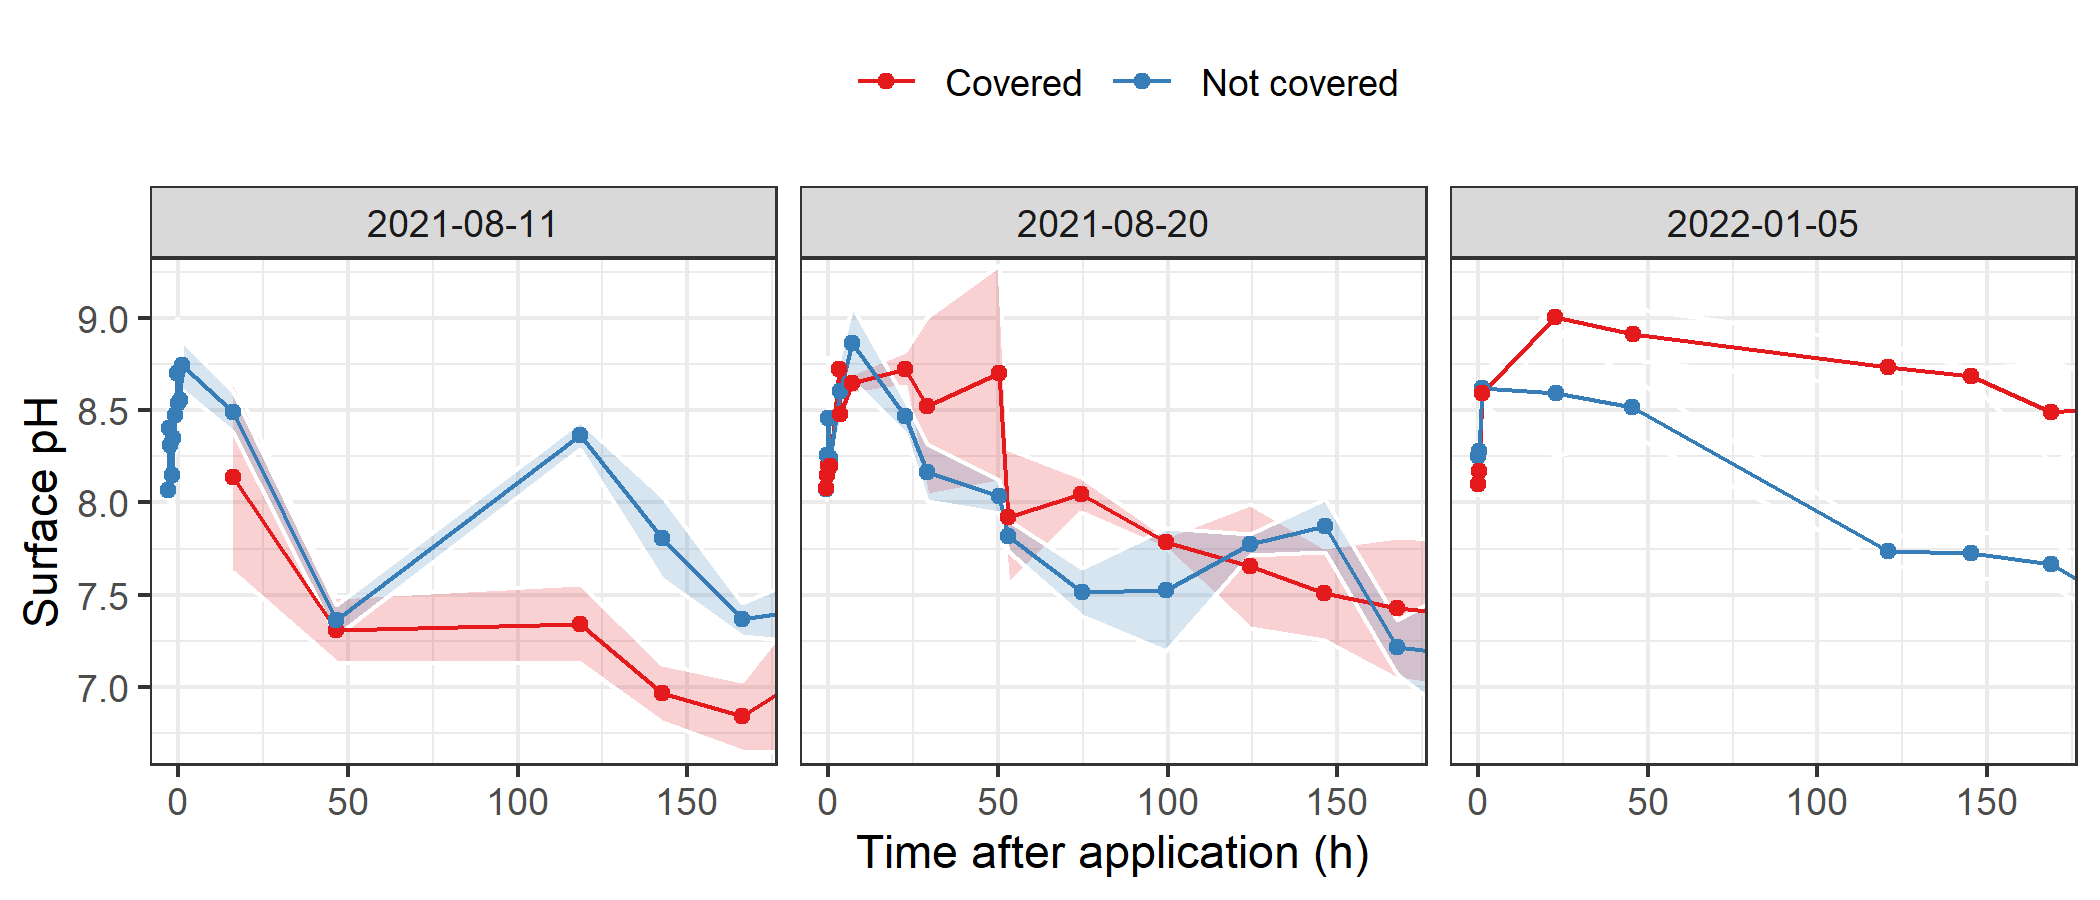 Covered Not covered
2021-08-11 2021-08-20 2022-01-05
Surface pH
9.0
8.5
8.0
7.5
7.0
0 50 100 150 0 50 100 150 0 50 100 150
Time after application (h)